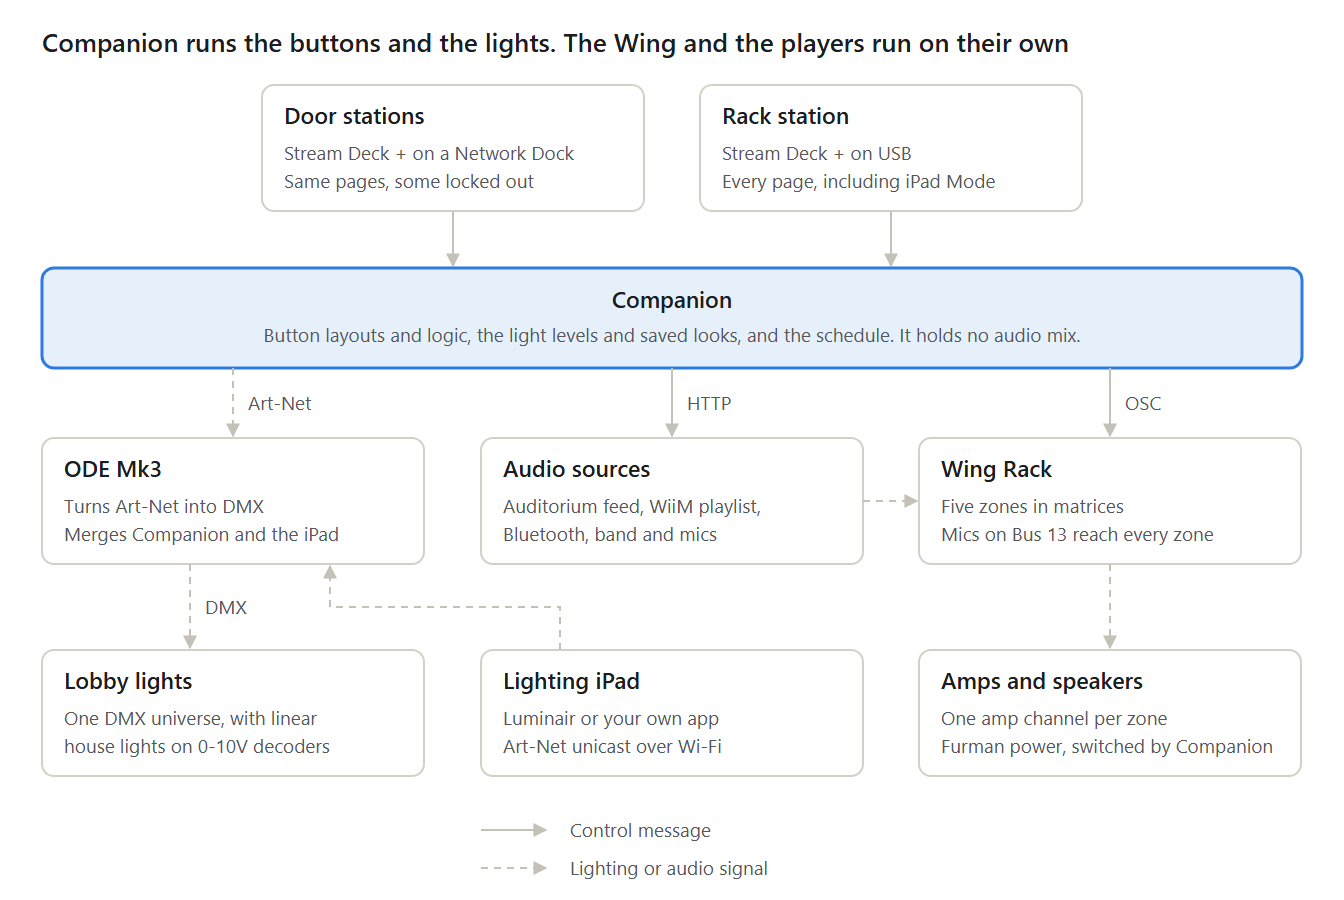 Companion runs the buttons and the lights. The Wing and the players run on their own
Door stations
Stream Deck + on a Network Dock
Same pages, some locked out
Rack station
Stream Deck + on USB
Every page, including iPad Mode
Companion
Button layouts and logic, the light levels and saved looks, and the schedule. It holds no audio mix.
Art-Net
HTTP
OSC
ODE Mk3
Turns Art-Net into DMX
Merges Companion and the iPad
Audio sources
Auditorium feed, WiiM playlist,
Bluetooth, band and mics
Wing Rack
Five zones in matrices
Mics on Bus 13 reach every zone
DMX
Lobby lights
One DMX universe, with linear
house lights on 0-10V decoders
Lighting iPad
Luminair or your own app
Art-Net unicast over Wi-Fi
Amps and speakers
One amp channel per zone
Furman power, switched by Companion
Control message
Lighting or audio signal